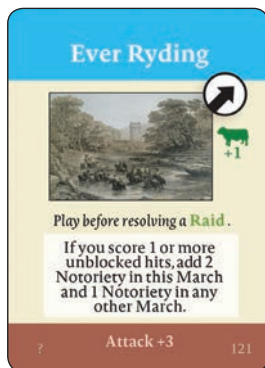 Ever Ryding
+1
Play before resolving a Raid.
If you score 1 or more
unblocked hits, add 2
Notoriety in this March
and 1 Notoriety in any
other March.
Attack +3
? 121